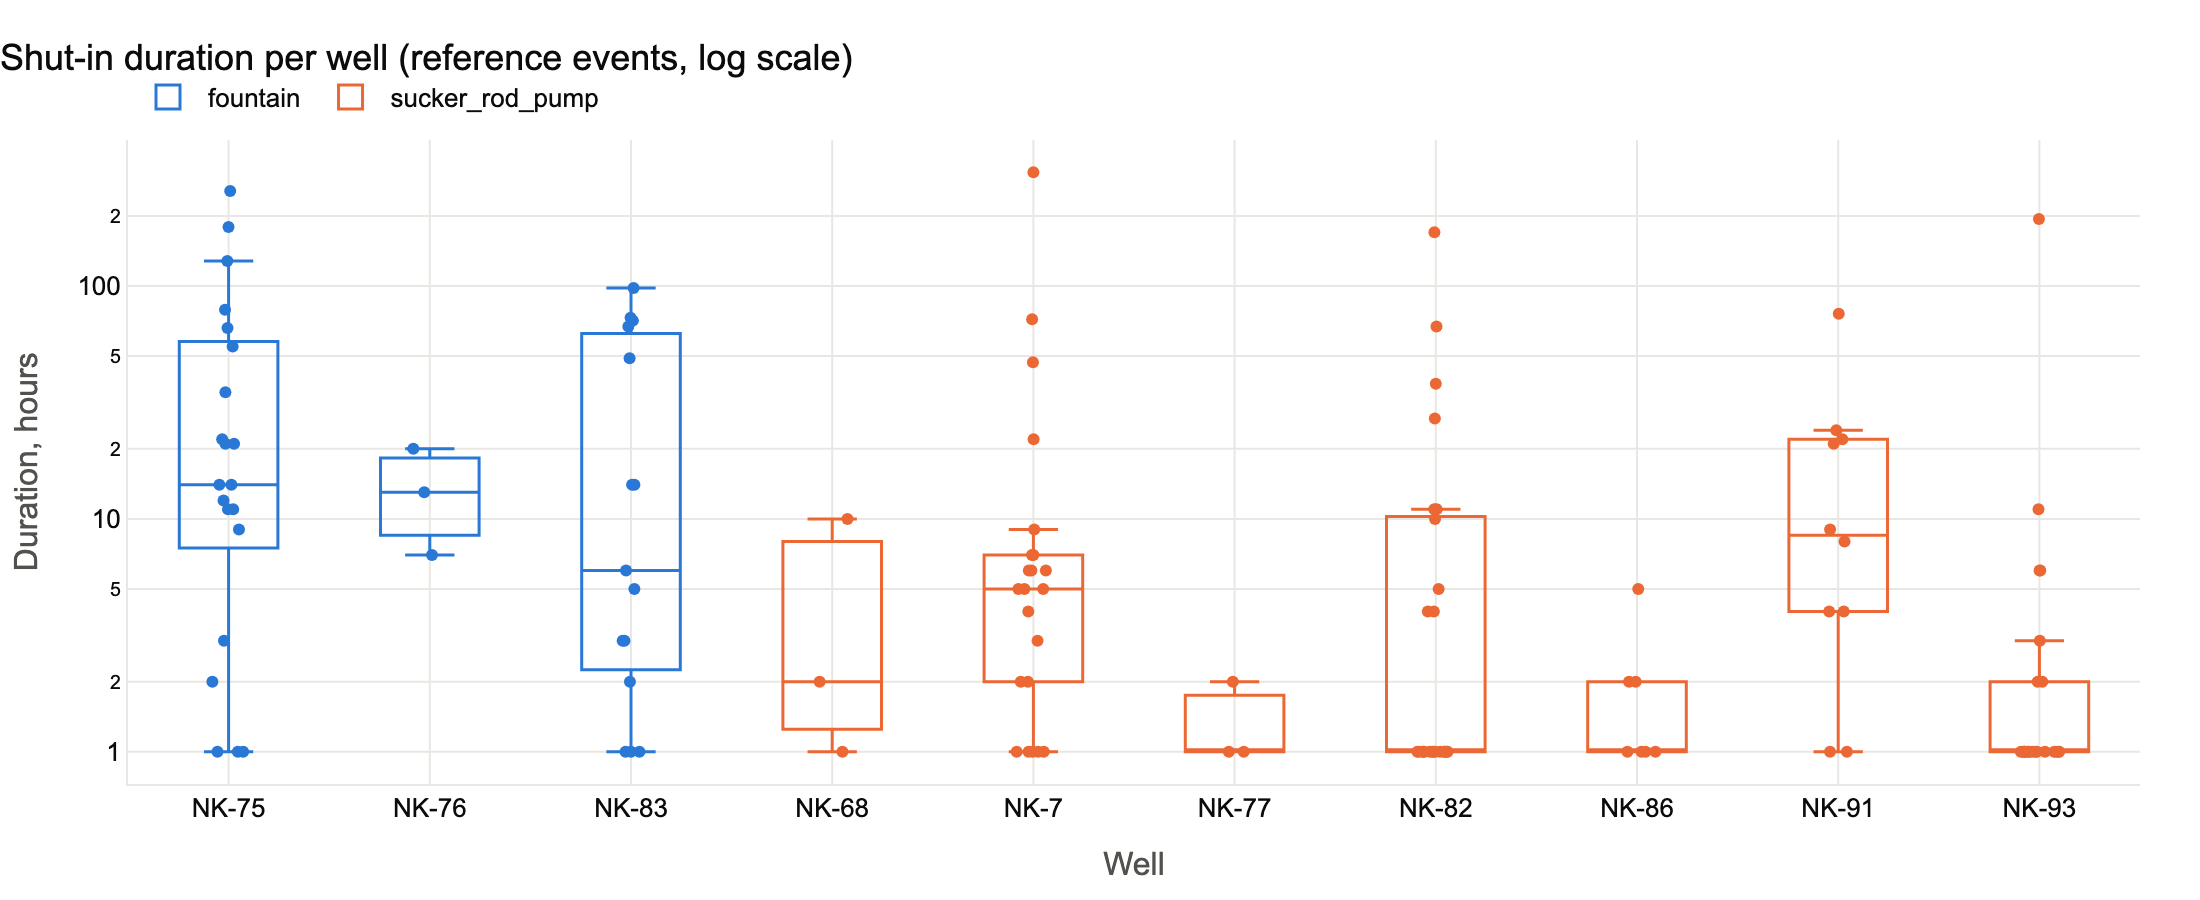 Shut-in duration per well (reference events, log scale)
fountain sucker_rod_pump
2
100
5
2
10
5
2
1
Duration, hours
NK-75 NK-76 NK-83 NK-68 NK-7 NK-77 NK-82 NK-86 NK-91 NK-93
Well